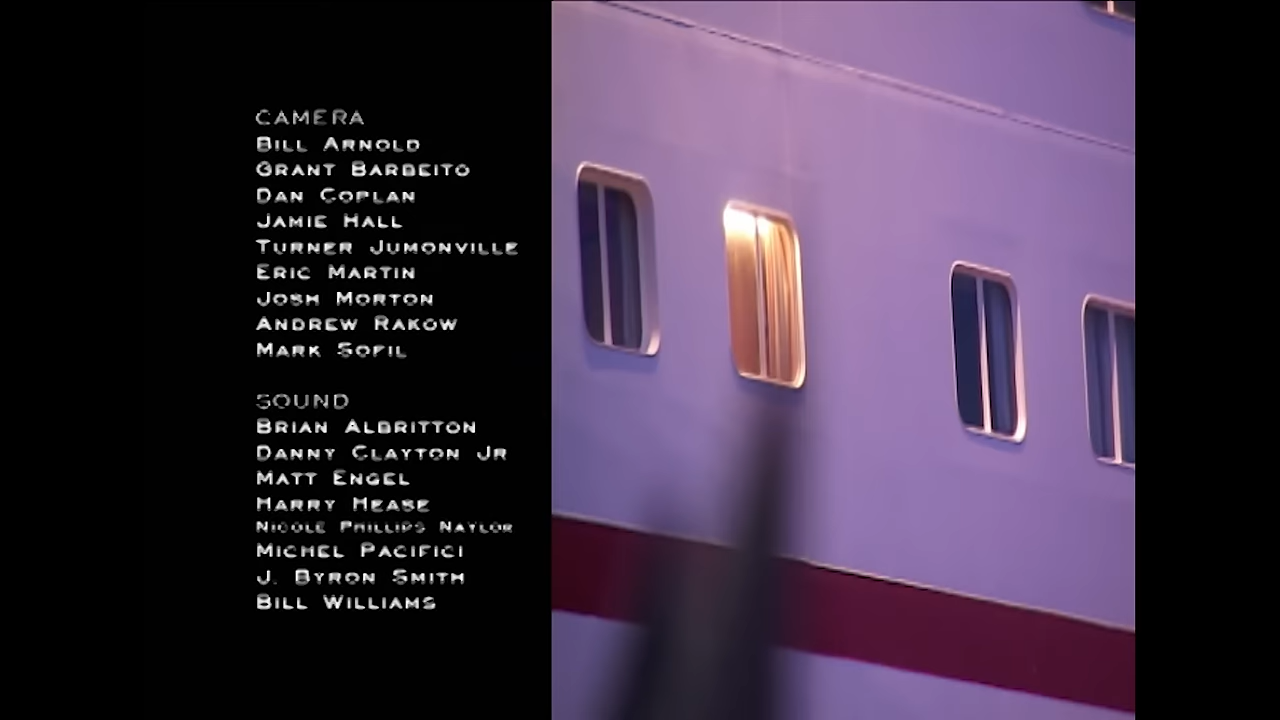 CAMERA
BILL ARNOLD
GRANT BARBEITO
DAN COPLAN
JAMIE HALL
TURNER JUMONVILLE
ERIC MARTIN
JOSH MORTON
ANDREW RAKOW
MARK SOFIL
SOUND
BRIAN ALBRITTON
DANNY CLAYTON JR
MATT ENGEL
HARRY HEASE
NICOLE PHILLIPS NAYLOR
MICHEL PACIFICI
J. BYRON SMITH
BILL WILLIAMS